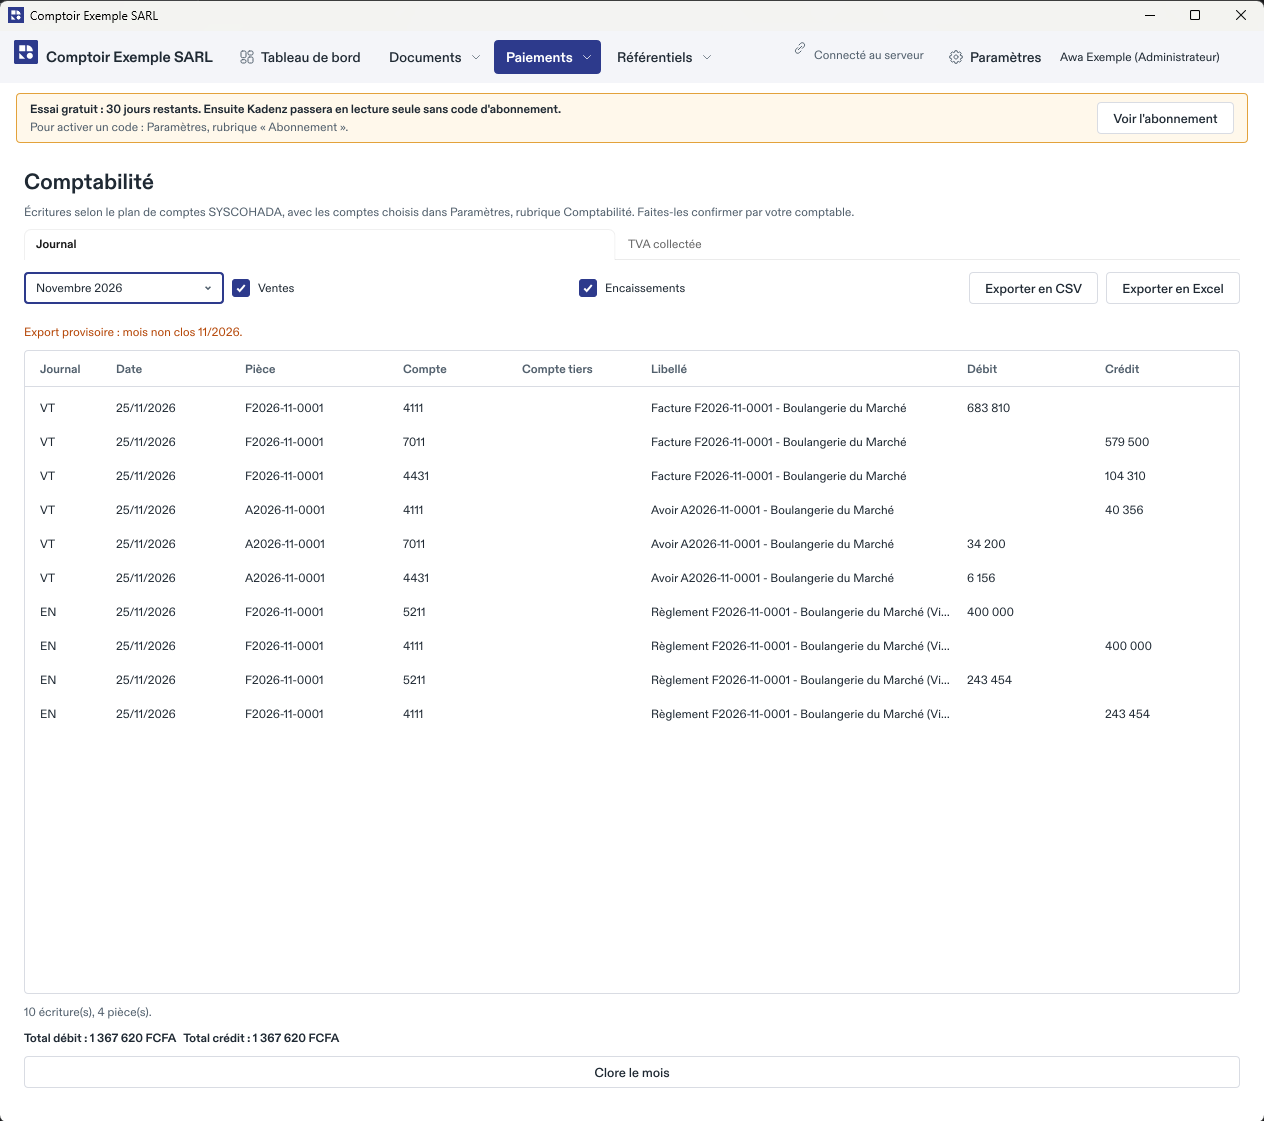 Comptoir Exemple SARL
Comptoir Exemple SARL Tableau de bord Documents Paiements Référentiels Connecté au serveur Paramètres Awa Exemple (Administrateur)
Essai gratuit : 30 jours restants. Ensuite Kadenz passera en lecture seule sans code d'abonnement.
Pour activer un code : Paramètres, rubrique « Abonnement ».
Voir l'abonnement
Comptabilité
Écritures selon le plan de comptes SYSCOHADA, avec les comptes choisis dans Paramètres, rubrique Comptabilité. Faites-les confirmer par votre comptable.
Journal TVA collectée
Novembre 2026 Ventes Encaissements Exporter en CSV Exporter en Excel
Export provisoire : mois non clos 11/2026.
Journal Date Pièce Compte Compte tiers Libellé Débit Crédit
VT 25/11/2026 F2026-11-0001 4111 Facture F2026-11-0001 - Boulangerie du Marché 683 810
VT 25/11/2026 F2026-11-0001 7011 Facture F2026-11-0001 - Boulangerie du Marché 579 500
VT 25/11/2026 F2026-11-0001 4431 Facture F2026-11-0001 - Boulangerie du Marché 104 310
VT 25/11/2026 A2026-11-0001 4111 Avoir A2026-11-0001 - Boulangerie du Marché 40 356
VT 25/11/2026 A2026-11-0001 7011 Avoir A2026-11-0001 - Boulangerie du Marché 34 200
VT 25/11/2026 A2026-11-0001 4431 Avoir A2026-11-0001 - Boulangerie du Marché 6 156
EN 25/11/2026 F2026-11-0001 5211 Règlement F2026-11-0001 - Boulangerie du Marché (Vi... 400 000
EN 25/11/2026 F2026-11-0001 4111 Règlement F2026-11-0001 - Boulangerie du Marché (Vi... 400 000
EN 25/11/2026 F2026-11-0001 5211 Règlement F2026-11-0001 - Boulangerie du Marché (Vi... 243 454
EN 25/11/2026 F2026-11-0001 4111 Règlement F2026-11-0001 - Boulangerie du Marché (Vi... 243 454
10 écriture(s), 4 pièce(s).
Total débit : 1 367 620 FCFA Total crédit : 1 367 620 FCFA
Clore le mois